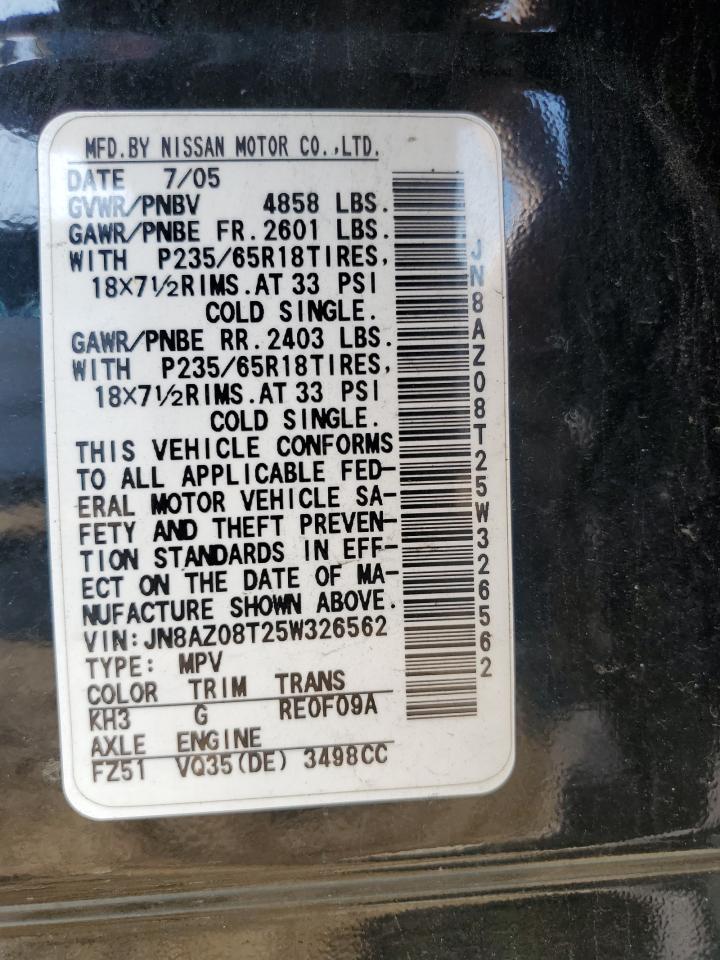 MFD.BY NISSAN MOTOR CO.,LTD.
DATE 7/05
GVWR/PNBV 4858 LBS.
GAWR/PNBE FR.2601 LBS.
WITH P235/65R18TIRES,
18X7½RIMS.AT 33 PSI
COLD SINGLE.
GAWR/PNBE RR.2403 LBS.
WITH P235/65R18TIRES,
18X7½RIMS.AT 33 PSI
COLD SINGLE.
THIS VEHICLE CONFORMS
TO ALL APPLICABLE FED-
ERAL MOTOR VEHICLE SA-
FETY AND THEFT PREVEN-
TION STANDARDS IN EFF-
ECT ON THE DATE OF MA-
NUFACTURE SHOWN ABOVE.
VIN:JN8AZ08T25W326562
TYPE: MPV
COLOR TRIM TRANS
KH3 G RE0F09A
AXLE ENGINE
FZ51 VQ35(DE) 3498CC
JN8AZ08T25W326562